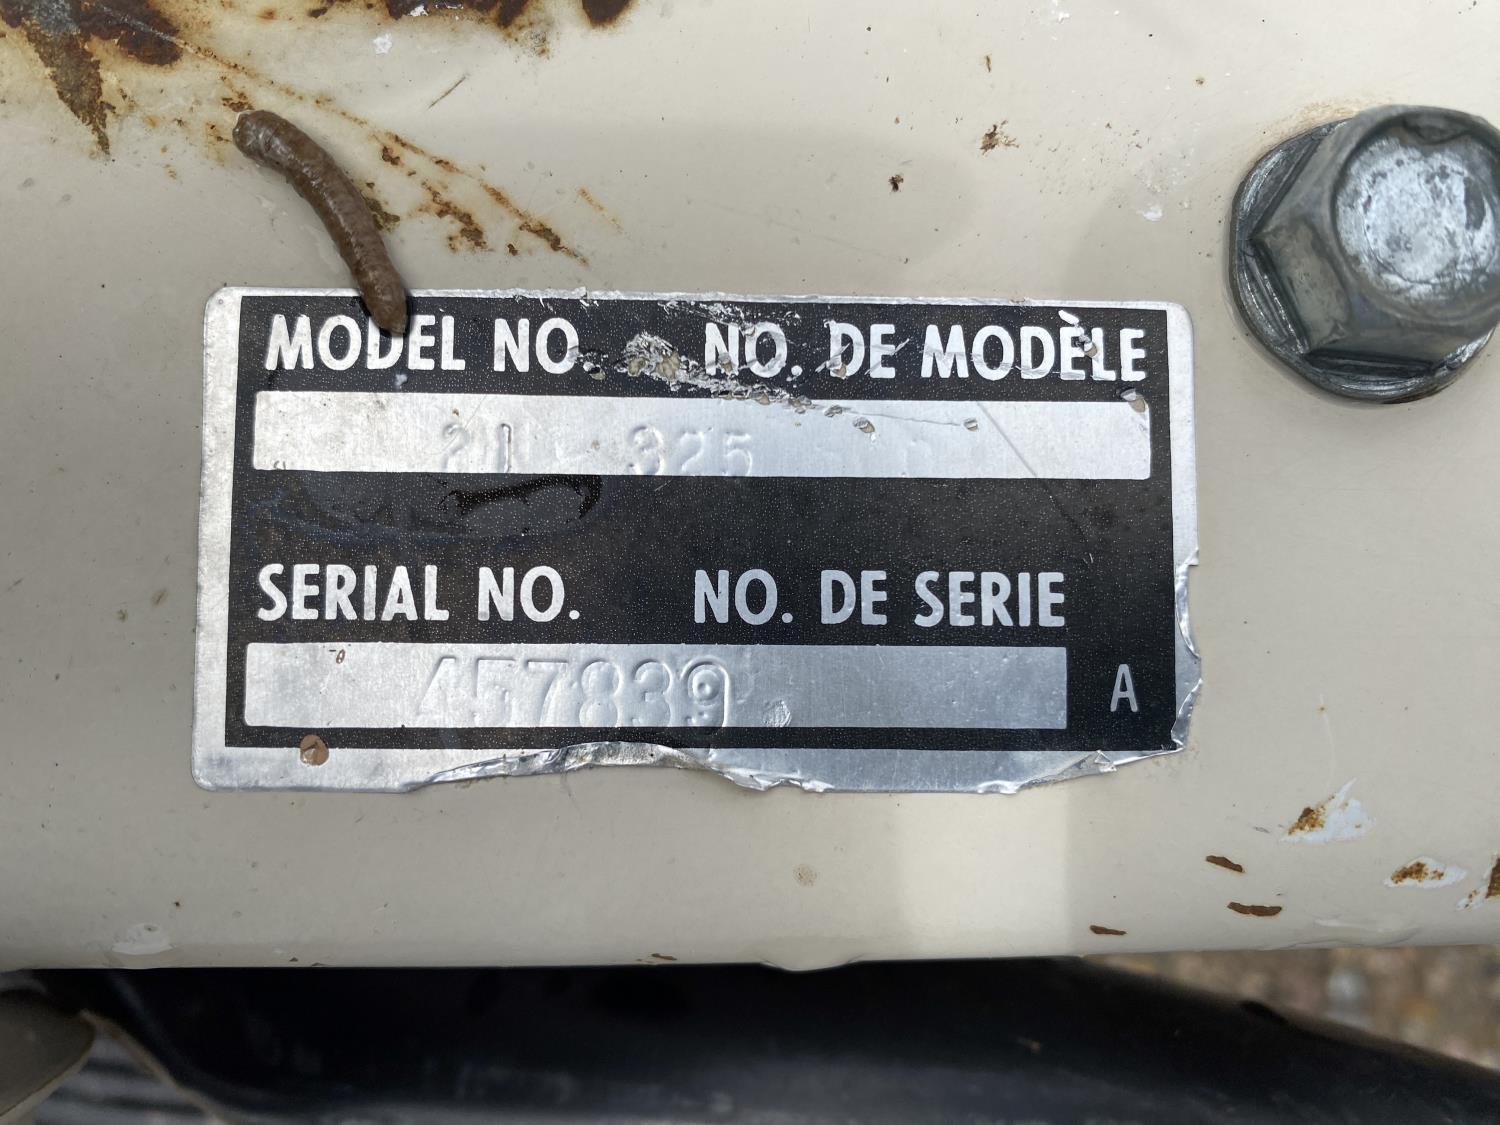 MODEL NO. NO. DE MODÈLE
21-325
SERIAL NO. NO. DE SERIE
457839
A